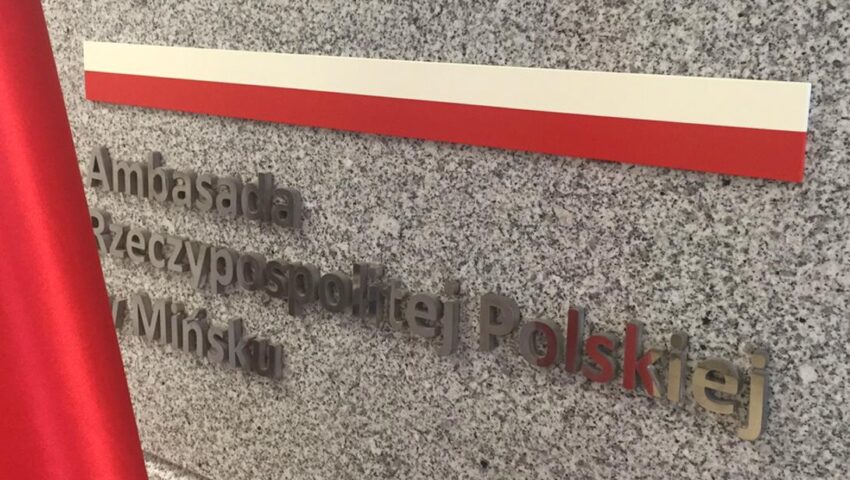 Ambasada
Rzeczypospolitej Polskiej
w Mińsku